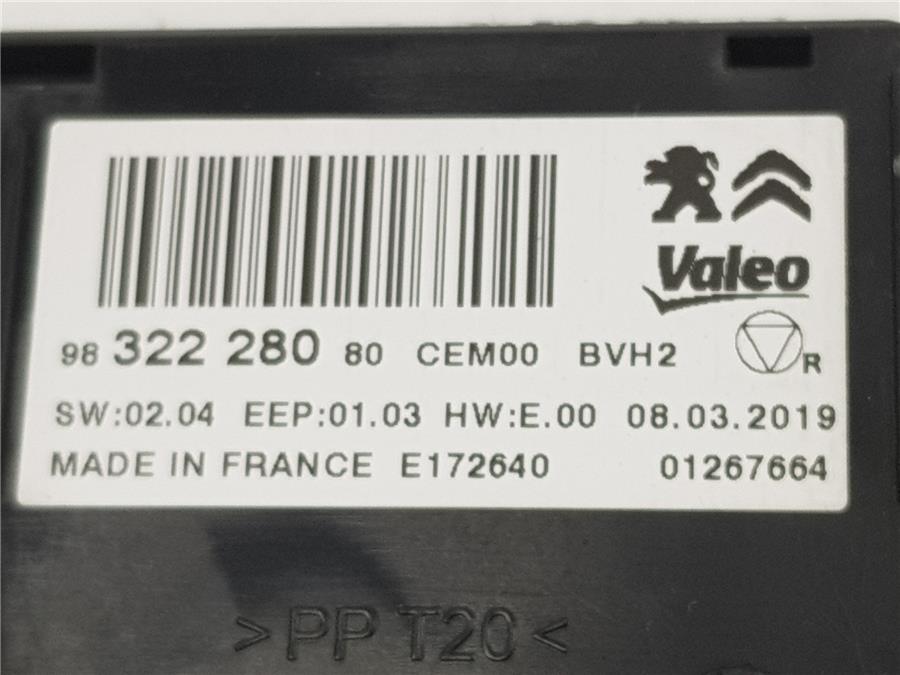 Valeo
98 322 280 80 CEM00 BVH2 R
SW:02.04 EEP:01.03 HW:E.00 08.03.2019
MADE IN FRANCE E172640 01267664
>PP T20<